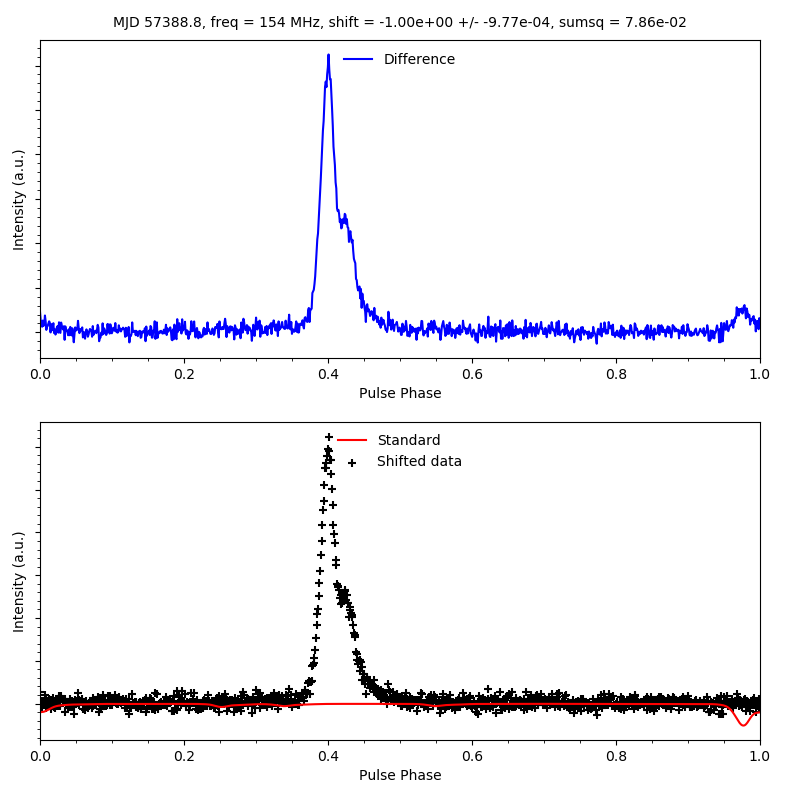 MJD 57388.8, freq = 154 MHz, shift = -1.00e+00 +/- -9.77e-04, sumsq = 7.86e-02
Difference
Intensity (a.u.)
0.0 0.2 0.4 0.6 0.8 1.0
Pulse Phase
Standard
Shifted data
Intensity (a.u.)
0.0 0.2 0.4 0.6 0.8 1.0
Pulse Phase